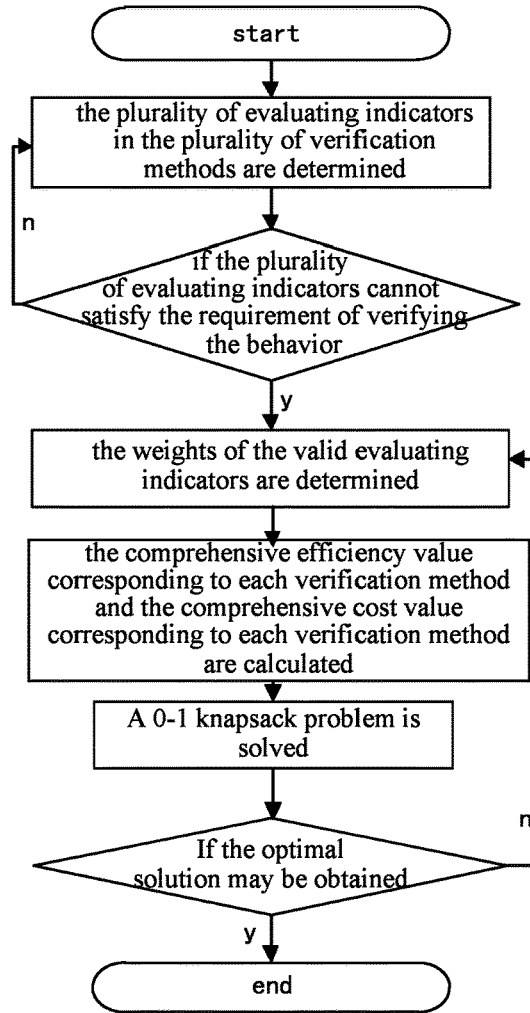 start
the plurality of evaluating indicators
in the plurality of verification
methods are determined
n
if the plurality
of evaluating indicators cannot
satisfy the requirement of verifying
the behavior
y
the weights of the valid evaluating
indicators are determined
the comprehensive efficiency value
corresponding to each verification method
and the comprehensive cost value
corresponding to each verification method
are calculated
A 0-1 knapsack problem is
solved
n
If the optimal
solution may be obtained
y
end